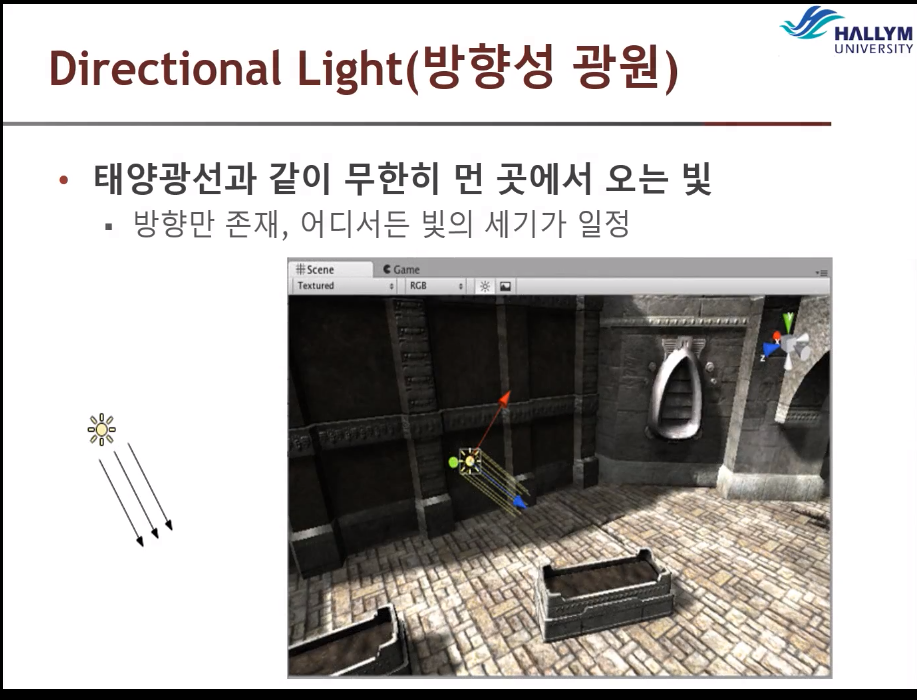 HALLYM
UNIVERSITY
Directional Light(방향성 광원)
• 태양광선과 같이 무한히 먼 곳에서 오는 빛
▪ 방향만 존재, 어디서든 빛의 세기가 일정
Scene Game
Textured RGB
y
x
z